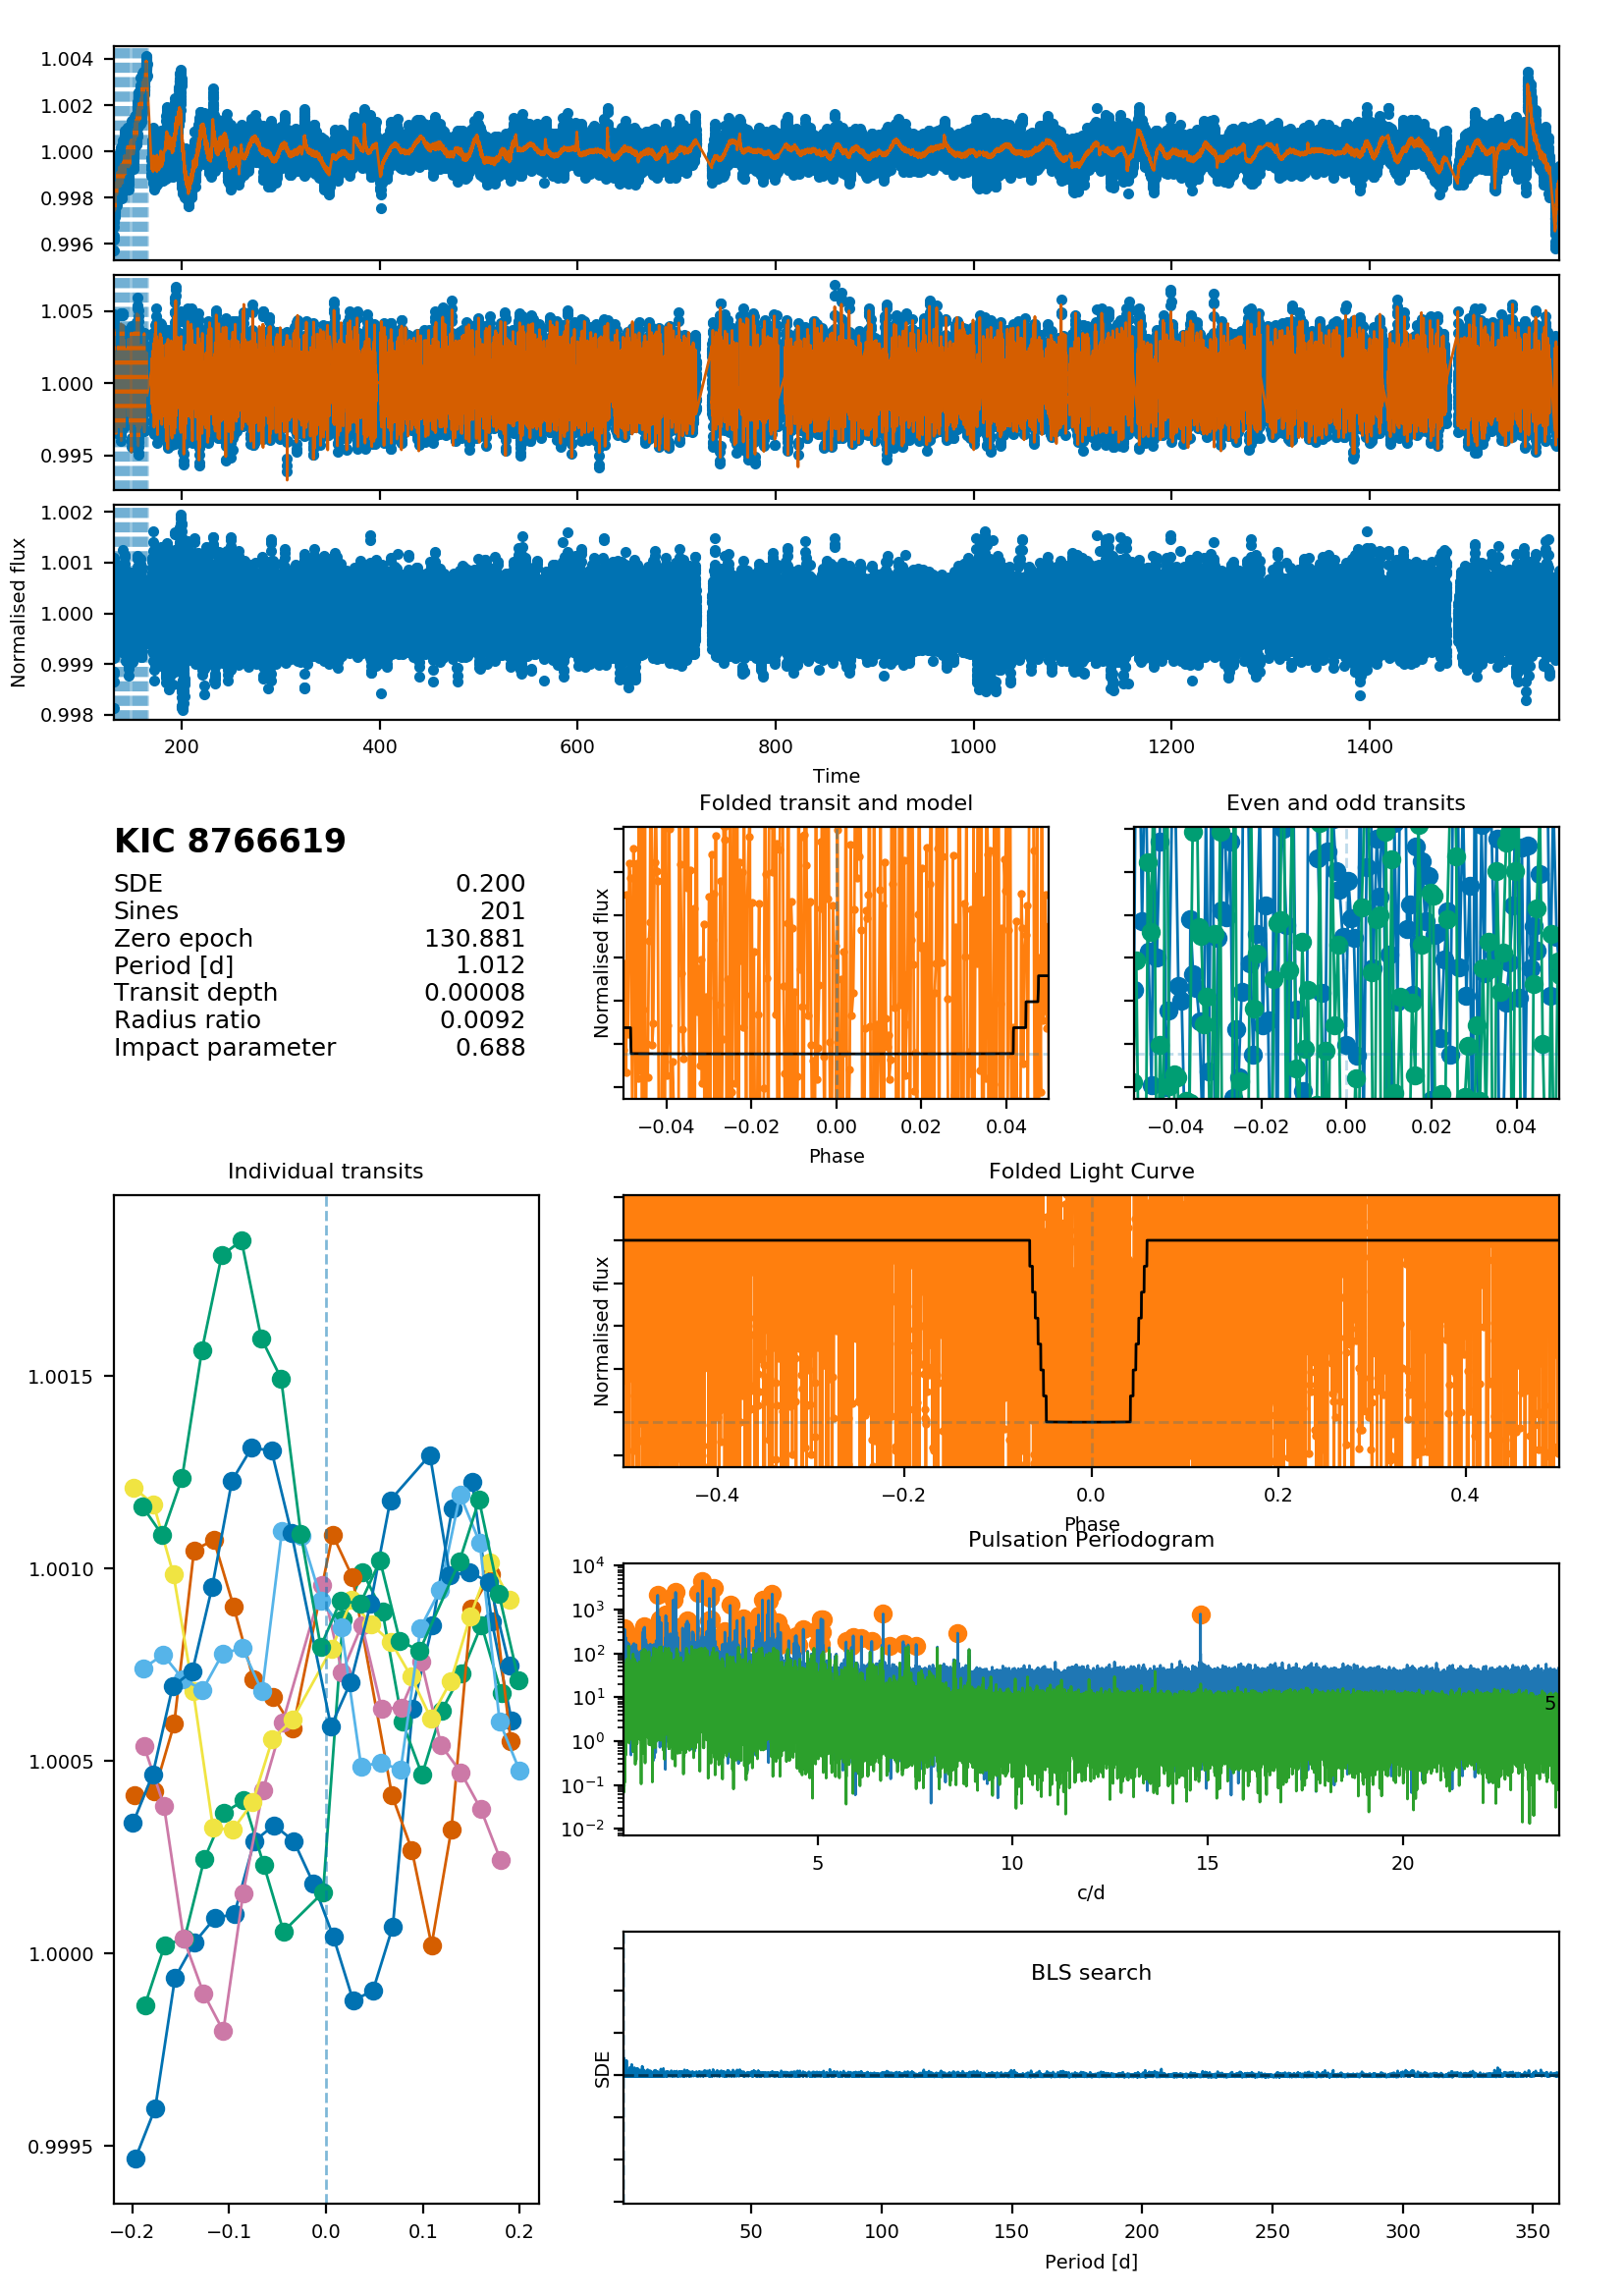 1.004
1.002
1.000
0.998
0.996
1.005
1.000
0.995
1.002
1.001
1.000
0.999
0.998
Normalised flux
200 400 600 800 1000 1200 1400
Time
KIC 8766619
SDE 0.200
Sines 201
Zero epoch 130.881
Period [d] 1.012
Transit depth 0.00008
Radius ratio 0.0092
Impact parameter 0.688
Folded transit and model
Normalised flux
−0.04 −0.02 0.00 0.02 0.04
Phase
Even and odd transits
−0.04 −0.02 0.00 0.02 0.04
Individual transits
1.0015
1.0010
1.0005
1.0000
0.9995
−0.2 −0.1 0.0 0.1 0.2
Folded Light Curve
Normalised flux
−0.4 −0.2 0.0 0.2 0.4
Phase
Pulsation Periodogram
10⁴
10³
10²
10¹
10⁰
10⁻¹
10⁻²
5
5 10 15 20
c/d
BLS search
SDE
50 100 150 200 250 300 350
Period [d]